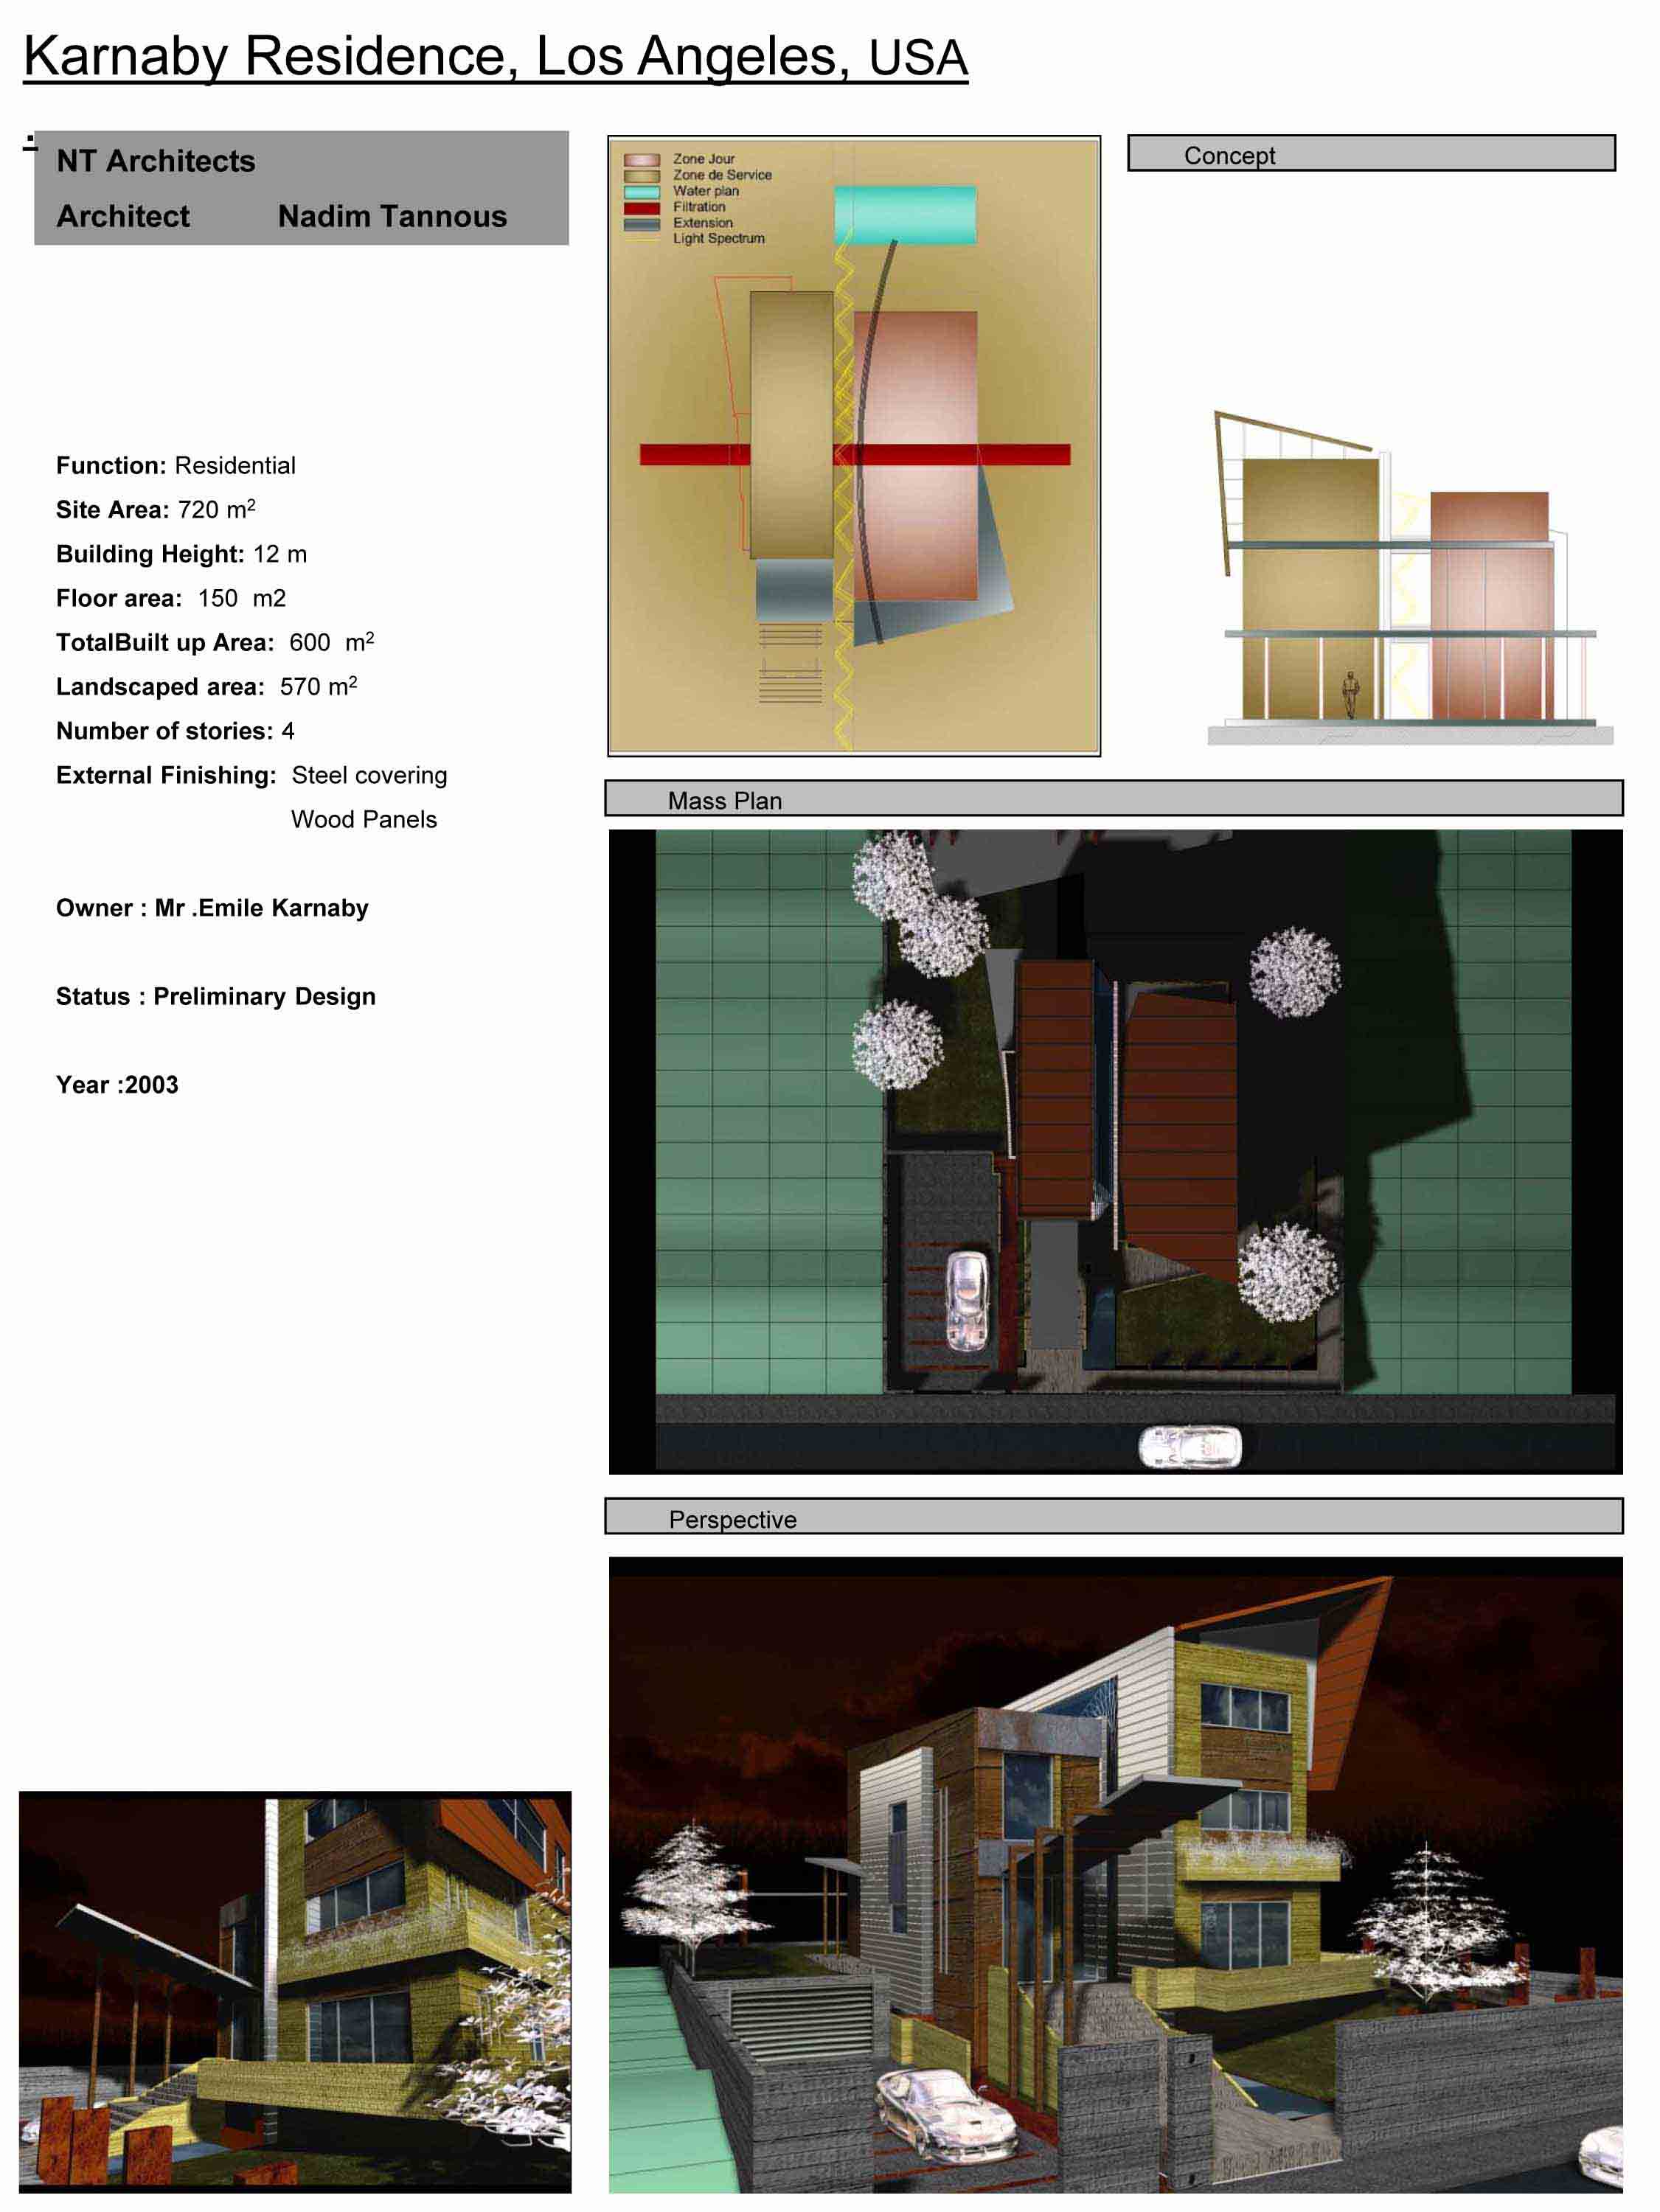 Karnaby Residence, Los Angeles, USA
.
NT Architects
Architect Nadim Tannous
Function: Residential
Site Area: 720 m²
Building Height: 12 m
Floor area: 150 m2
TotalBuilt up Area: 600 m²
Landscaped area: 570 m²
Number of stories: 4
External Finishing: Steel covering
Wood Panels
Owner : Mr .Emile Karnaby
Status : Preliminary Design
Year :2003
Zone Jour
Zone de Service
Water plan
Filtration
Extension
Light Spectrum
Concept
Mass Plan
Perspective